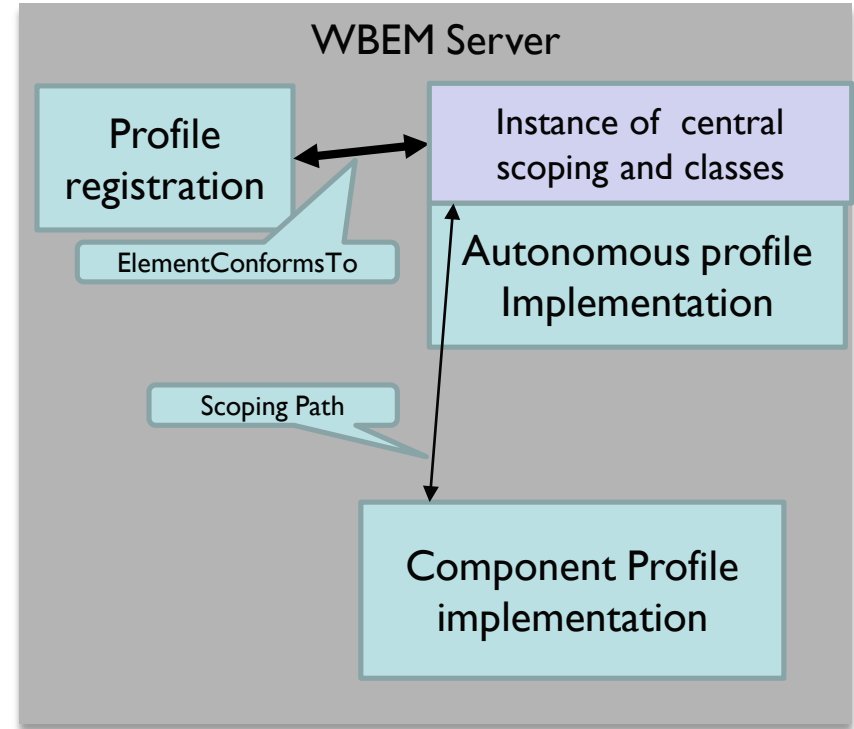 WBEM Server
Profile
registration
Instance of central
scoping and classes
ElementConformsTo
Autonomous profile
Implementation
Scoping Path
Component Profile
implementation